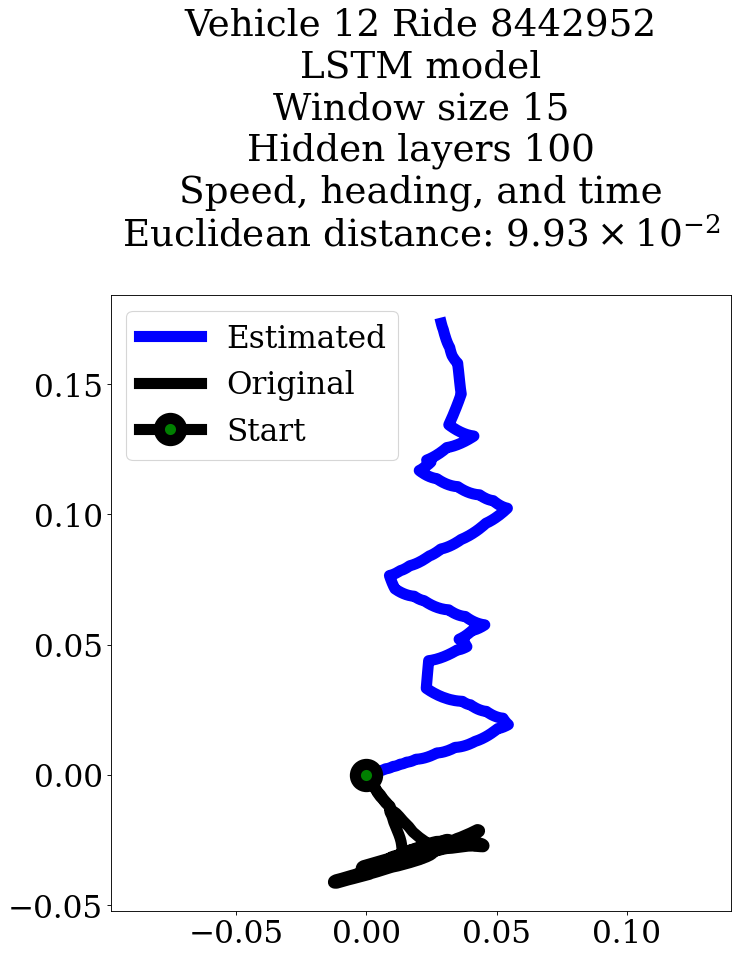 Vehicle 12 Ride 8442952
LSTM model
Window size 15
Hidden layers 100
Speed, heading, and time
Euclidean distance: 9.93 × 10⁻²
Estimated
Original
Start
0.15
0.10
0.05
0.00
−0.05
−0.05 0.00 0.05 0.10